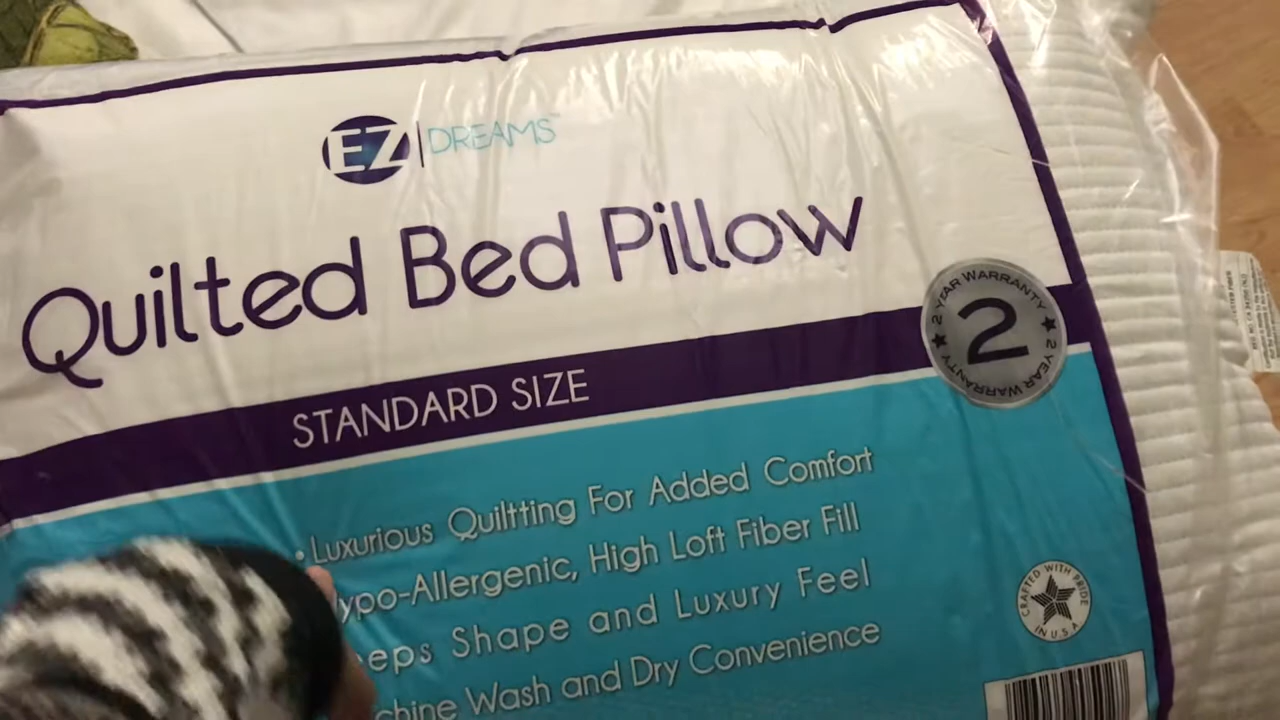 EZ DREAMS
Quilted Bed Pillow
STANDARD SIZE
2 YEAR WARRANTY
2
2 YEAR WARRANTY
• Luxurious Quiltting For Added Comfort
ypo-Allergenic, High Loft Fiber Fill
eps Shape and Luxury Feel
chine Wash and Dry Convenience
CRAFTED WITH PRIDE
IN U.S.A